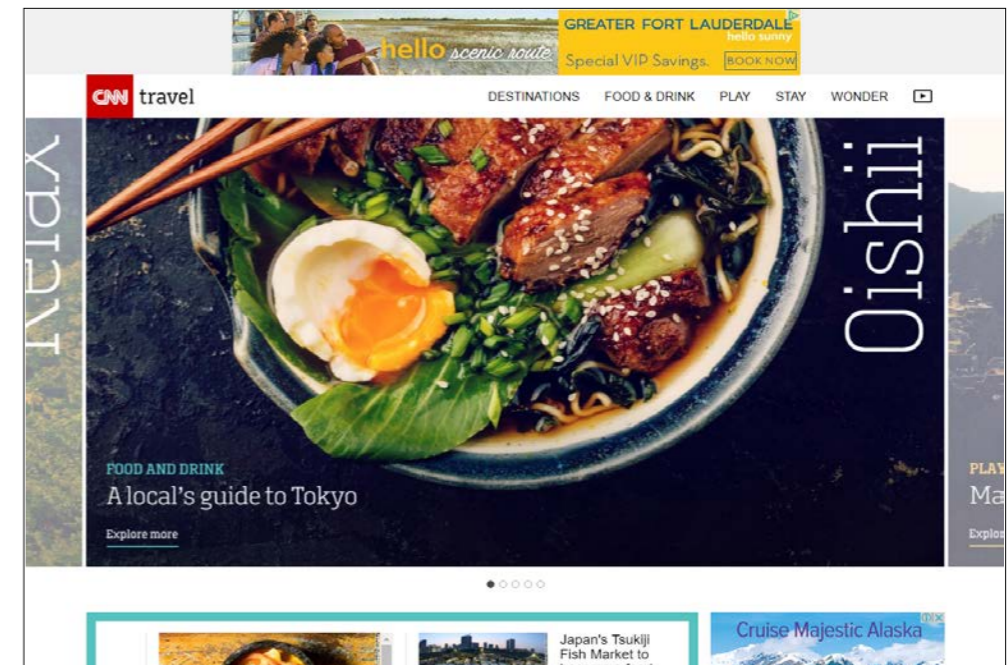 GREATER FORT LAUDERDALE
hello sunny
hello scenic route
Special VIP Savings.
BOOK NOW
CNN travel
DESTINATIONS FOOD & DRINK PLAY STAY WONDER
Relax
Oishii
FOOD AND DRINK
A local's guide to Tokyo
Explore more
PLAY
Ma
Explor
Japan's Tsukiji
Fish Market to
Cruise Majestic Alaska